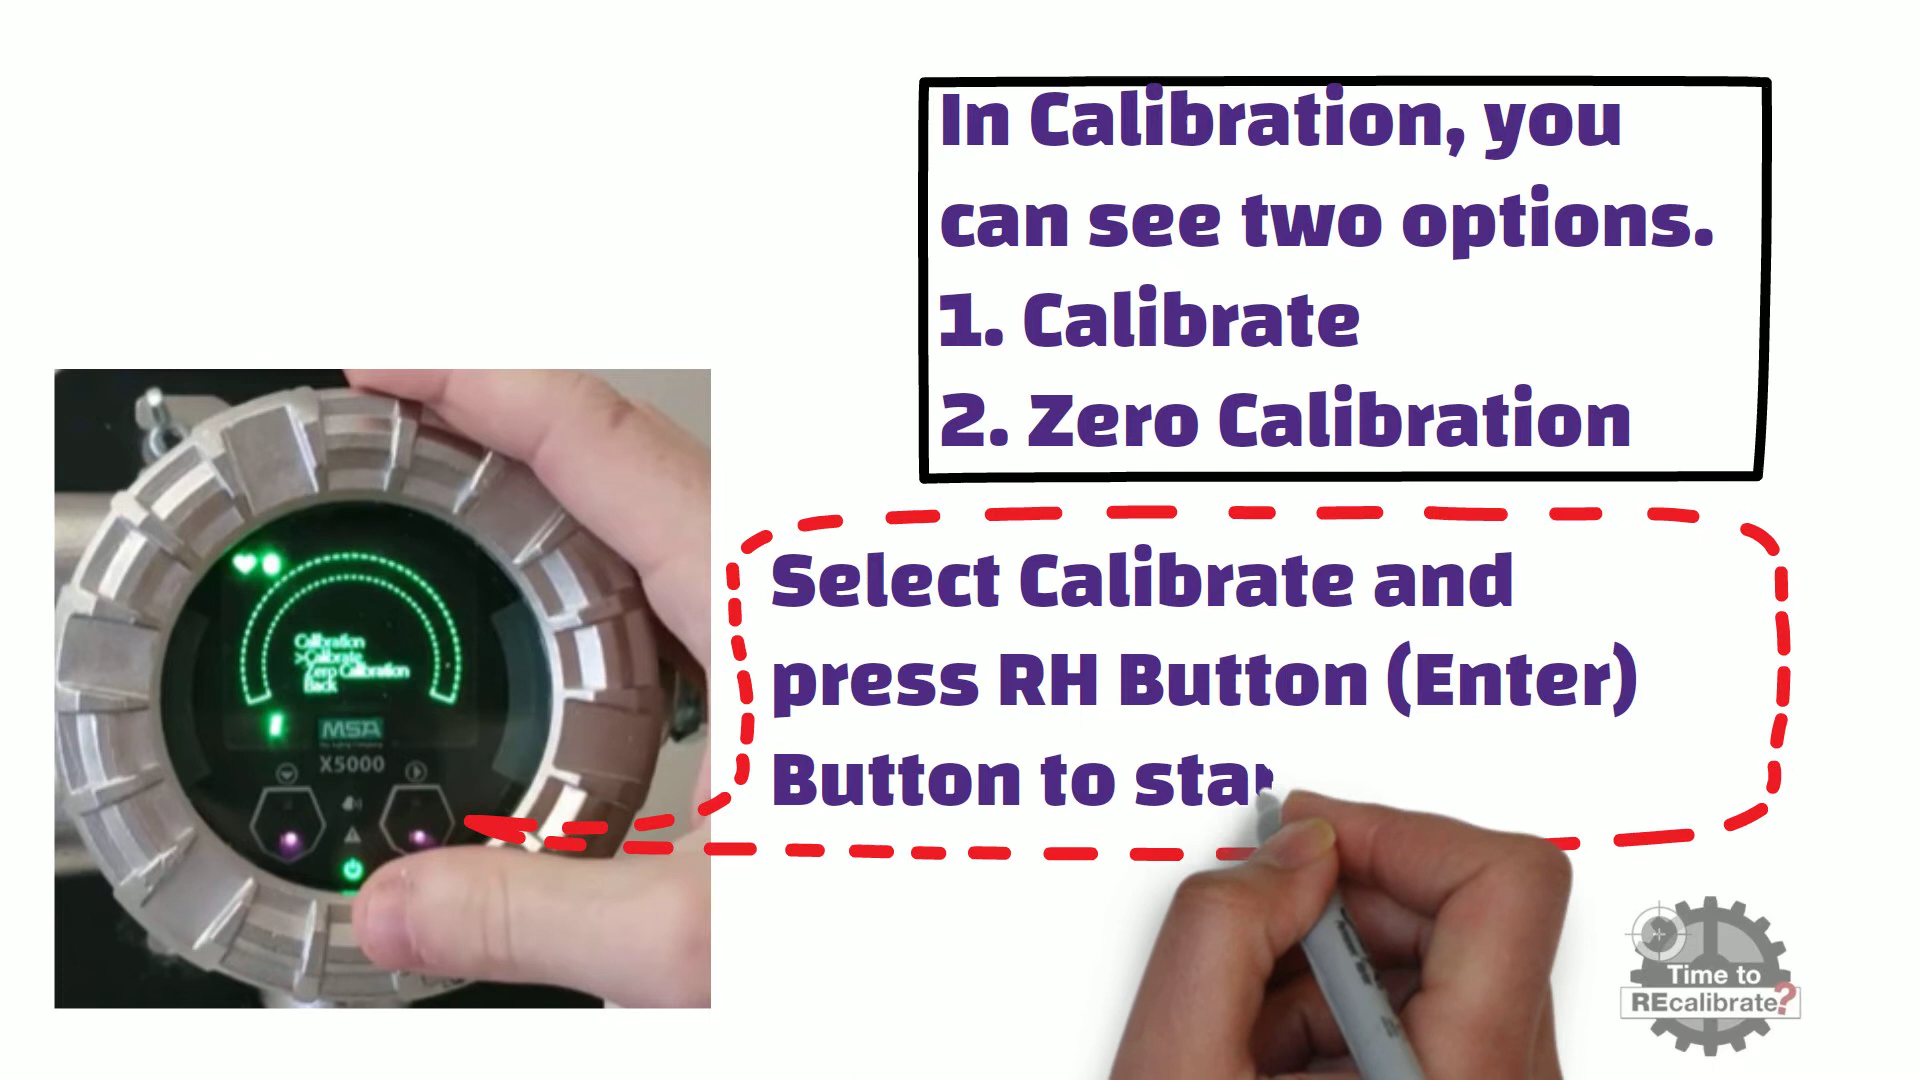 In Calibration, you
can see two options.
1. Calibrate
2. Zero Calibration
Select Calibrate and
press RH Button (Enter)
Button to star
Calibration
>Calibrate
Zero Calibration
Back
MSA
X5000
Time to
REcalibrate?